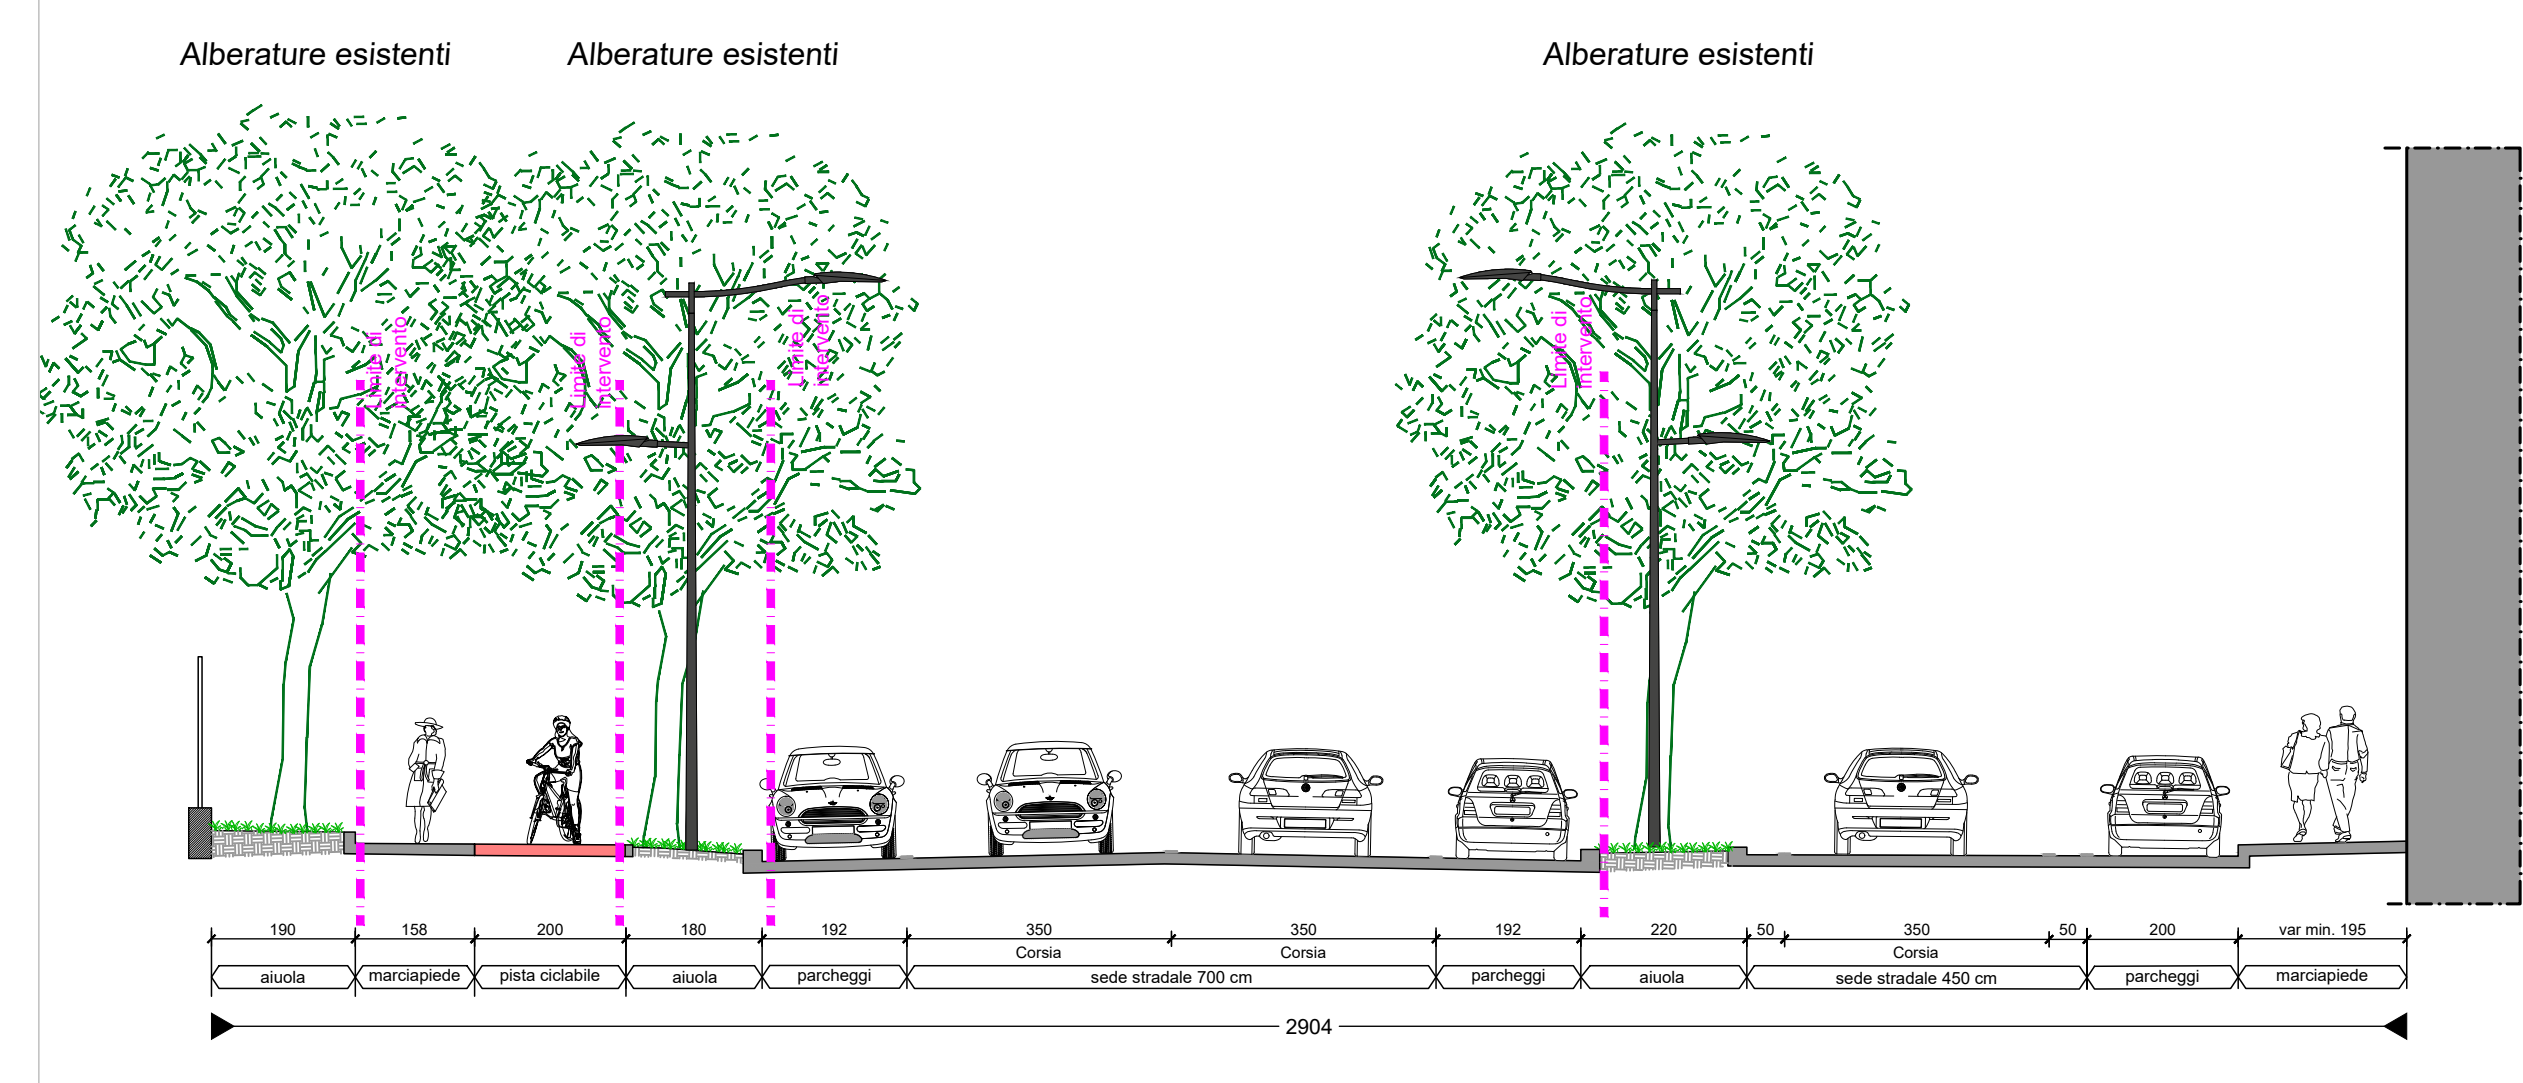 Alberature esistenti
Alberature esistenti
Alberature esistenti
Limite di
intervento
Limite di
intervento
Limite di
intervento
Limite di
intervento
190
158
200
180
192
350
350
192
220
50
350
50
200
var min. 195
Corsia
Corsia
Corsia
aiuola
marciapiede
pista ciclabile
aiuola
parcheggi
sede stradale 700 cm
parcheggi
aiuola
sede stradale 450 cm
parcheggi
marciapiede
2904